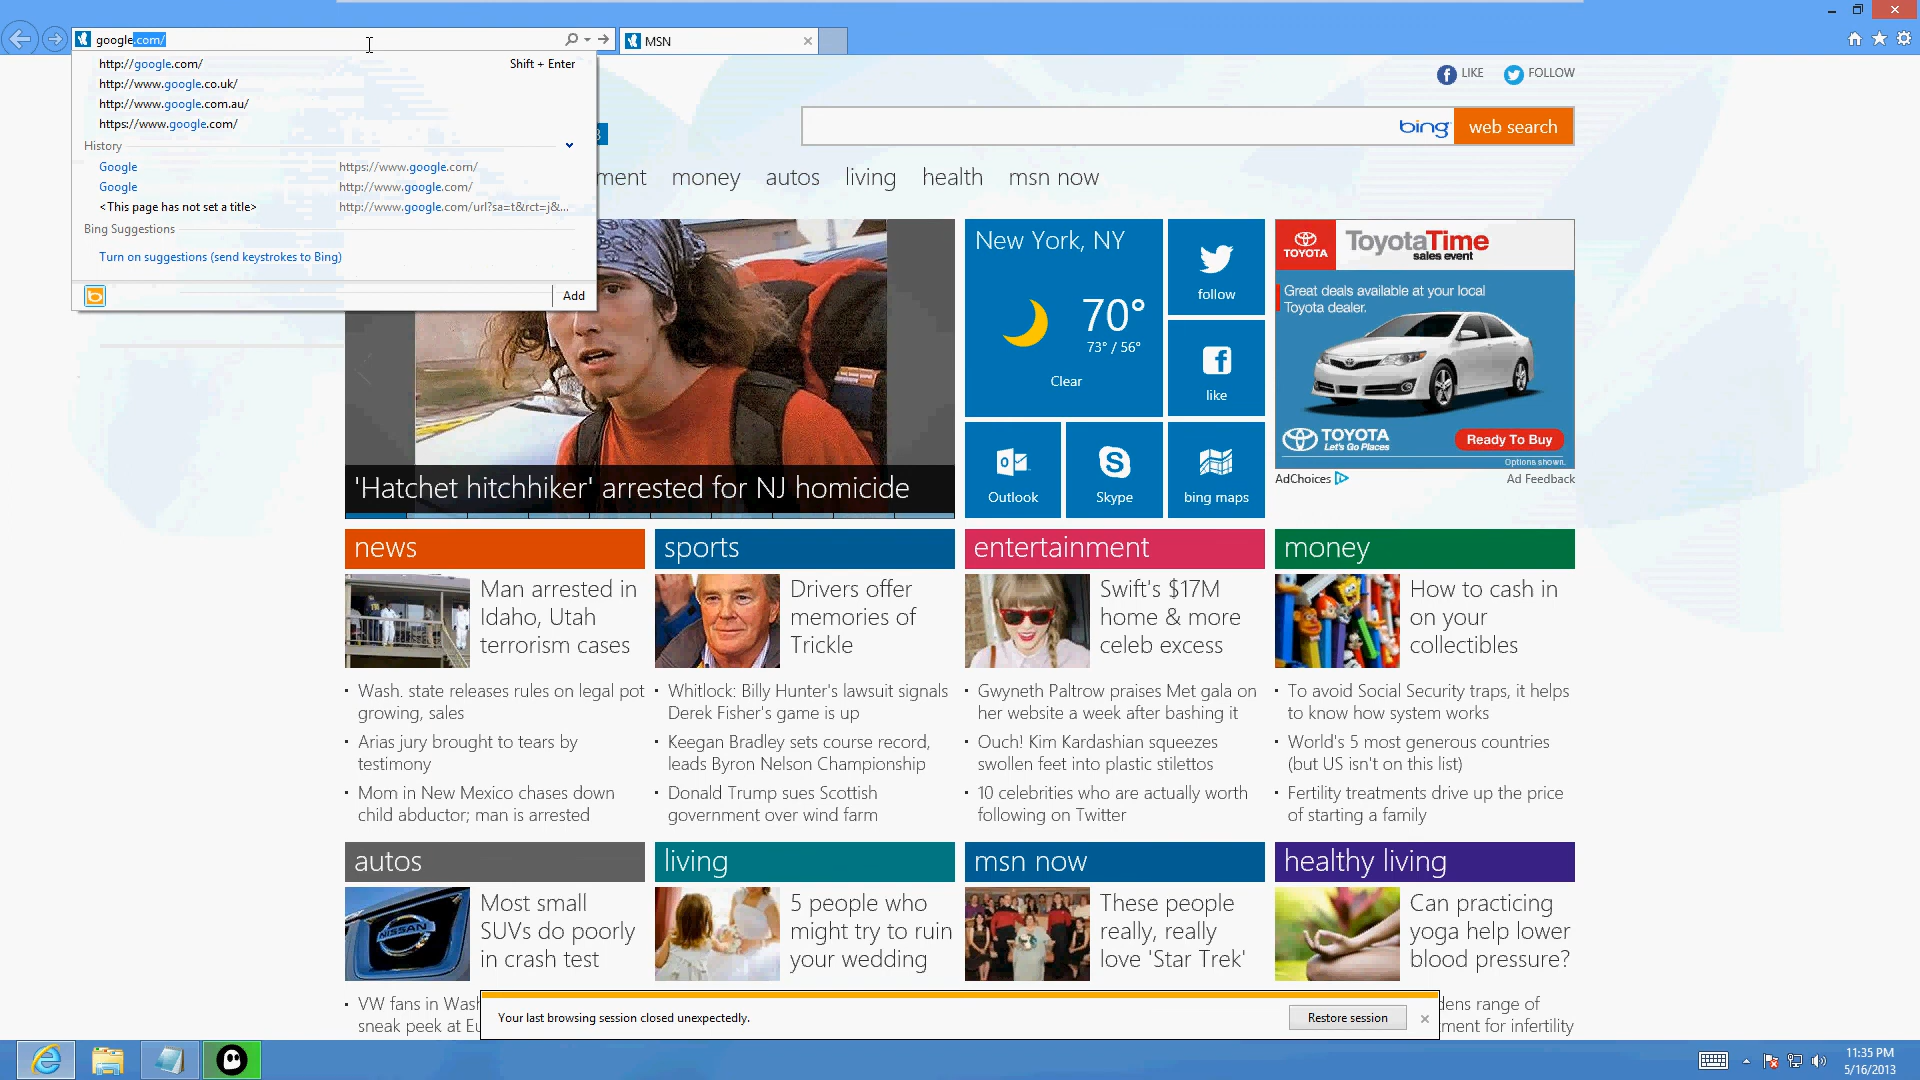 google.com/
MSN
http://google.com/
Shift + Enter
http://www.google.co.uk/
http://www.google.com.au/
https://www.google.com/
History
Google https://www.google.com/
Google http://www.google.com/
<This page has not set a title> http://www.google.com/url?sa=t&rct=j&...
Bing Suggestions
Turn on suggestions (send keystrokes to Bing)
Add
LIKE
FOLLOW
bing
web search
ment money autos living health msn now
'Hatchet hitchhiker' arrested for NJ homicide
New York, NY
70°
73° / 56°
Clear
follow
like
Outlook
Skype
bing maps
TOYOTA
ToyotaTime
sales event
Great deals available at your local
Toyota dealer.
TOYOTA
Let's Go Places
Ready To Buy
Options shown.
AdChoices
Ad Feedback
news
Man arrested in
Idaho, Utah
terrorism cases
Wash. state releases rules on legal pot
growing, sales
Arias jury brought to tears by
testimony
Mom in New Mexico chases down
child abductor; man is arrested
sports
Drivers offer
memories of
Trickle
Whitlock: Billy Hunter's lawsuit signals
Derek Fisher's game is up
Keegan Bradley sets course record,
leads Byron Nelson Championship
Donald Trump sues Scottish
government over wind farm
entertainment
Swift's $17M
home & more
celeb excess
Gwyneth Paltrow praises Met gala on
her website a week after bashing it
Ouch! Kim Kardashian squeezes
swollen feet into plastic stilettos
10 celebrities who are actually worth
following on Twitter
money
How to cash in
on your
collectibles
To avoid Social Security traps, it helps
to know how system works
World's 5 most generous countries
(but US isn't on this list)
Fertility treatments drive up the price
of starting a family
autos
Most small
SUVs do poorly
in crash test
VW fans in Wash
sneak peek at Eu
living
5 people who
might try to ruin
your wedding
msn now
These people
really, really
love 'Star Trek'
healthy living
Can practicing
yoga help lower
blood pressure?
dens range of
ment for infertility
Your last browsing session closed unexpectedly.
Restore session
11:35 PM
5/16/2013